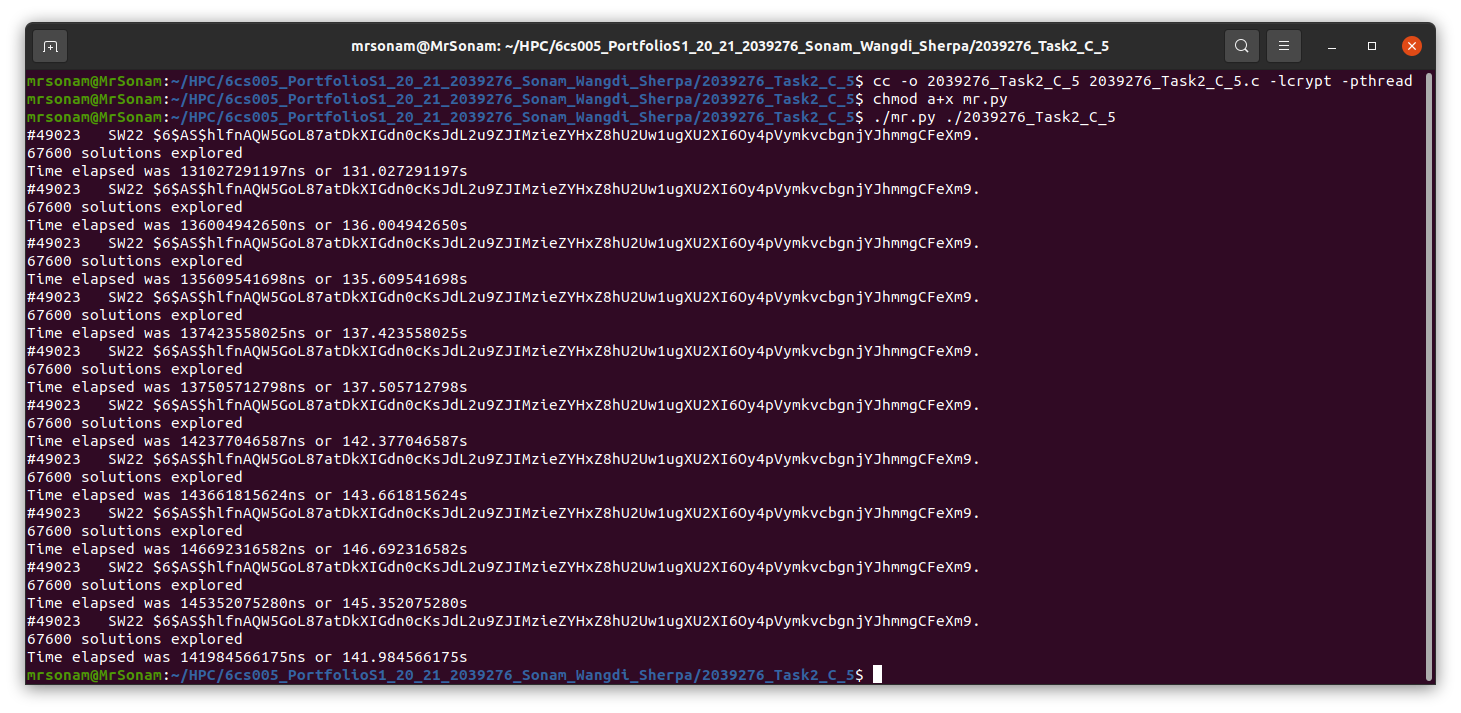 mrsonam@MrSonam: ~/HPC/6cs005_PortfolioS1_20_21_2039276_Sonam_Wangdi_Sherpa/2039276_Task2_C_5
mrsonam@MrSonam:~/HPC/6cs005_PortfolioS1_20_21_2039276_Sonam_Wangdi_Sherpa/2039276_Task2_C_5$ cc -o 2039276_Task2_C_5 2039276_Task2_C_5.c -lcrypt -pthread
mrsonam@MrSonam:~/HPC/6cs005_PortfolioS1_20_21_2039276_Sonam_Wangdi_Sherpa/2039276_Task2_C_5$ chmod a+x mr.py
mrsonam@MrSonam:~/HPC/6cs005_PortfolioS1_20_21_2039276_Sonam_Wangdi_Sherpa/2039276_Task2_C_5$ ./mr.py ./2039276_Task2_C_5
#49023   SW22 $6$AS$hlfnAQW5GoL87atDkXIGdn0cKsJdL2u9ZJIMzieZYHxZ8hU2Uw1ugXU2XI6Oy4pVymkvcbgnjYJhmmgCFeXm9.
67600 solutions explored
Time elapsed was 131027291197ns or 131.027291197s
#49023   SW22 $6$AS$hlfnAQW5GoL87atDkXIGdn0cKsJdL2u9ZJIMzieZYHxZ8hU2Uw1ugXU2XI6Oy4pVymkvcbgnjYJhmmgCFeXm9.
67600 solutions explored
Time elapsed was 136004942650ns or 136.004942650s
#49023   SW22 $6$AS$hlfnAQW5GoL87atDkXIGdn0cKsJdL2u9ZJIMzieZYHxZ8hU2Uw1ugXU2XI6Oy4pVymkvcbgnjYJhmmgCFeXm9.
67600 solutions explored
Time elapsed was 135609541698ns or 135.609541698s
#49023   SW22 $6$AS$hlfnAQW5GoL87atDkXIGdn0cKsJdL2u9ZJIMzieZYHxZ8hU2Uw1ugXU2XI6Oy4pVymkvcbgnjYJhmmgCFeXm9.
67600 solutions explored
Time elapsed was 137423558025ns or 137.423558025s
#49023   SW22 $6$AS$hlfnAQW5GoL87atDkXIGdn0cKsJdL2u9ZJIMzieZYHxZ8hU2Uw1ugXU2XI6Oy4pVymkvcbgnjYJhmmgCFeXm9.
67600 solutions explored
Time elapsed was 137505712798ns or 137.505712798s
#49023   SW22 $6$AS$hlfnAQW5GoL87atDkXIGdn0cKsJdL2u9ZJIMzieZYHxZ8hU2Uw1ugXU2XI6Oy4pVymkvcbgnjYJhmmgCFeXm9.
67600 solutions explored
Time elapsed was 142377046587ns or 142.377046587s
#49023   SW22 $6$AS$hlfnAQW5GoL87atDkXIGdn0cKsJdL2u9ZJIMzieZYHxZ8hU2Uw1ugXU2XI6Oy4pVymkvcbgnjYJhmmgCFeXm9.
67600 solutions explored
Time elapsed was 143661815624ns or 143.661815624s
#49023   SW22 $6$AS$hlfnAQW5GoL87atDkXIGdn0cKsJdL2u9ZJIMzieZYHxZ8hU2Uw1ugXU2XI6Oy4pVymkvcbgnjYJhmmgCFeXm9.
67600 solutions explored
Time elapsed was 146692316582ns or 146.692316582s
#49023   SW22 $6$AS$hlfnAQW5GoL87atDkXIGdn0cKsJdL2u9ZJIMzieZYHxZ8hU2Uw1ugXU2XI6Oy4pVymkvcbgnjYJhmmgCFeXm9.
67600 solutions explored
Time elapsed was 145352075280ns or 145.352075280s
#49023   SW22 $6$AS$hlfnAQW5GoL87atDkXIGdn0cKsJdL2u9ZJIMzieZYHxZ8hU2Uw1ugXU2XI6Oy4pVymkvcbgnjYJhmmgCFeXm9.
67600 solutions explored
Time elapsed was 141984566175ns or 141.984566175s
mrsonam@MrSonam:~/HPC/6cs005_PortfolioS1_20_21_2039276_Sonam_Wangdi_Sherpa/2039276_Task2_C_5$